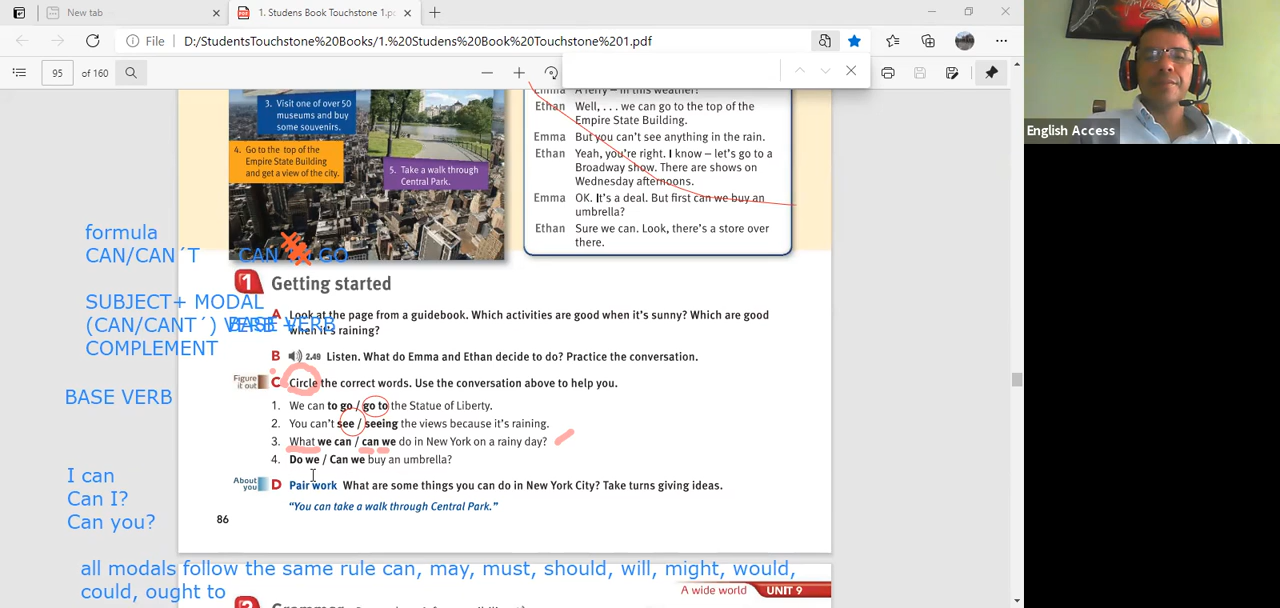 New tab
1. Studens Book Touchstone 1.pc
File
D:/StudentsTouchstone%20Books/1.%20Studens%20Book%20Touchstone%201.pdf
95 of 160
English Access
3. Visit one of over 50
museums and buy
some souvenirs.
4. Go to the top of the
Empire State Building
and get a view of the city.
5. Take a walk through
Central Park.
Emma A ferry – in this weather?
Ethan Well, . . . we can go to the top of the
Empire State Building.
Emma But you can't see anything in the rain.
Ethan Yeah, you're right. I know – let's go to a
Broadway show. There are shows on
Wednesday afternoons.
Emma OK. It's a deal. But first can we buy an
umbrella?
Ethan Sure we can. Look, there's a store over
there.
formula
CAN/CAN´T CAN TO GO
SUBJECT+ MODAL
(CAN/CANT´) VERB +
BASE VERB
COMPLEMENT
BASE VERB
I can
Can I?
Can you?
all modals follow the same rule can, may, must, should, will, might, would,
could, ought to
1 Getting started
A Look at the page from a guidebook. Which activities are good when it's sunny? Which are good
when it's raining?
B 2.49 Listen. What do Emma and Ethan decide to do? Practice the conversation.
Figure it out
C Circle the correct words. Use the conversation above to help you.
1. We can to go / go to the Statue of Liberty.
2. You can't see / seeing the views because it's raining.
3. What we can / can we do in New York on a rainy day?
4. Do we / Can we buy an umbrella?
About you
D Pair work What are some things you can do in New York City? Take turns giving ideas.
"You can take a walk through Central Park."
86
A wide world UNIT 9